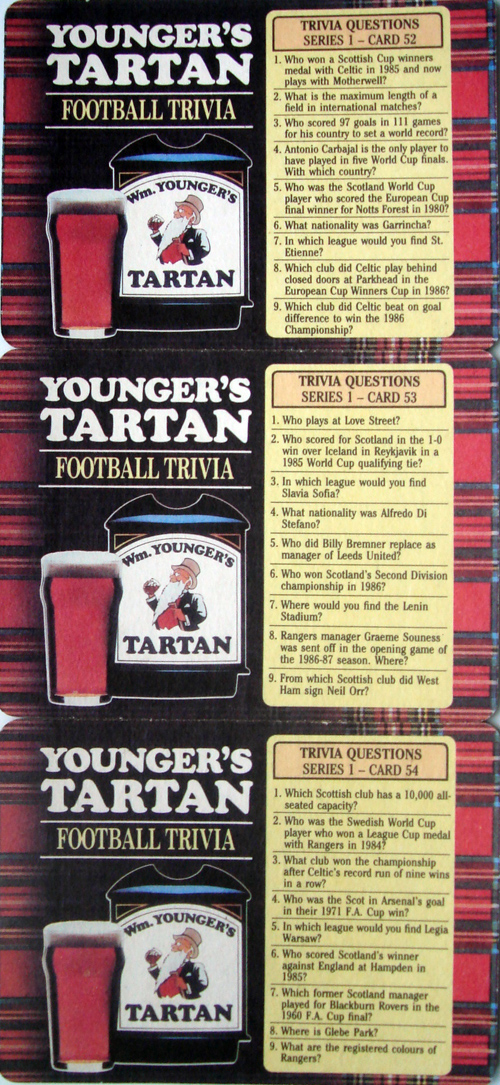 YOUNGER'S
TARTAN
FOOTBALL TRIVIA
Wm. YOUNGER'S
TARTAN
TRIVIA QUESTIONS
SERIES 1 – CARD 52
1. Who won a Scottish Cup winners
medal with Celtic in 1985 and now
plays with Motherwell?
2. What is the maximum length of a
field in international matches?
3. Who scored 97 goals in 111 games
for his country to set a world record?
4. Antonio Carbajal is the only player to
have played in five World Cup finals.
With which country?
5. Who was the Scotland World Cup
player who scored the European Cup
final winner for Notts Forest in 1980?
6. What nationality was Garrincha?
7. In which league would you find St.
Etienne?
8. Which club did Celtic play behind
closed doors at Parkhead in the
European Cup Winners Cup in 1986?
9. Which club did Celtic beat on goal
difference to win the 1986
Championship?
YOUNGER'S
TARTAN
FOOTBALL TRIVIA
Wm. YOUNGER'S
TARTAN
TRIVIA QUESTIONS
SERIES 1 – CARD 53
1. Who plays at Love Street?
2. Who scored for Scotland in the 1-0
win over Iceland in Reykjavik in a
1985 World Cup qualifying tie?
3. In which league would you find
Slavia Sofia?
4. What nationality was Alfredo Di
Stefano?
5. Who did Billy Bremner replace as
manager of Leeds United?
6. Who won Scotland's Second Division
championship in 1986?
7. Where would you find the Lenin
Stadium?
8. Rangers manager Graeme Souness
was sent off in the opening game of
the 1986-87 season. Where?
9. From which Scottish club did West
Ham sign Neil Orr?
YOUNGER'S
TARTAN
FOOTBALL TRIVIA
Wm. YOUNGER'S
TARTAN
TRIVIA QUESTIONS
SERIES 1 – CARD 54
1. Which Scottish club has a 10,000 all-
seated capacity?
2. Who was the Swedish World Cup
player who won a League Cup medal
with Rangers in 1984?
3. What club won the championship
after Celtic's record run of nine wins
in a row?
4. Who was the Scot in Arsenal's goal
in their 1971 F.A. Cup win?
5. In which league would you find Legia
Warsaw?
6. Who scored Scotland's winner
against England at Hampden in
1985?
7. Which former Scotland manager
played for Blackburn Rovers in the
1960 F.A. Cup final?
8. Where is Glebe Park?
9. What are the registered colours of
Rangers?